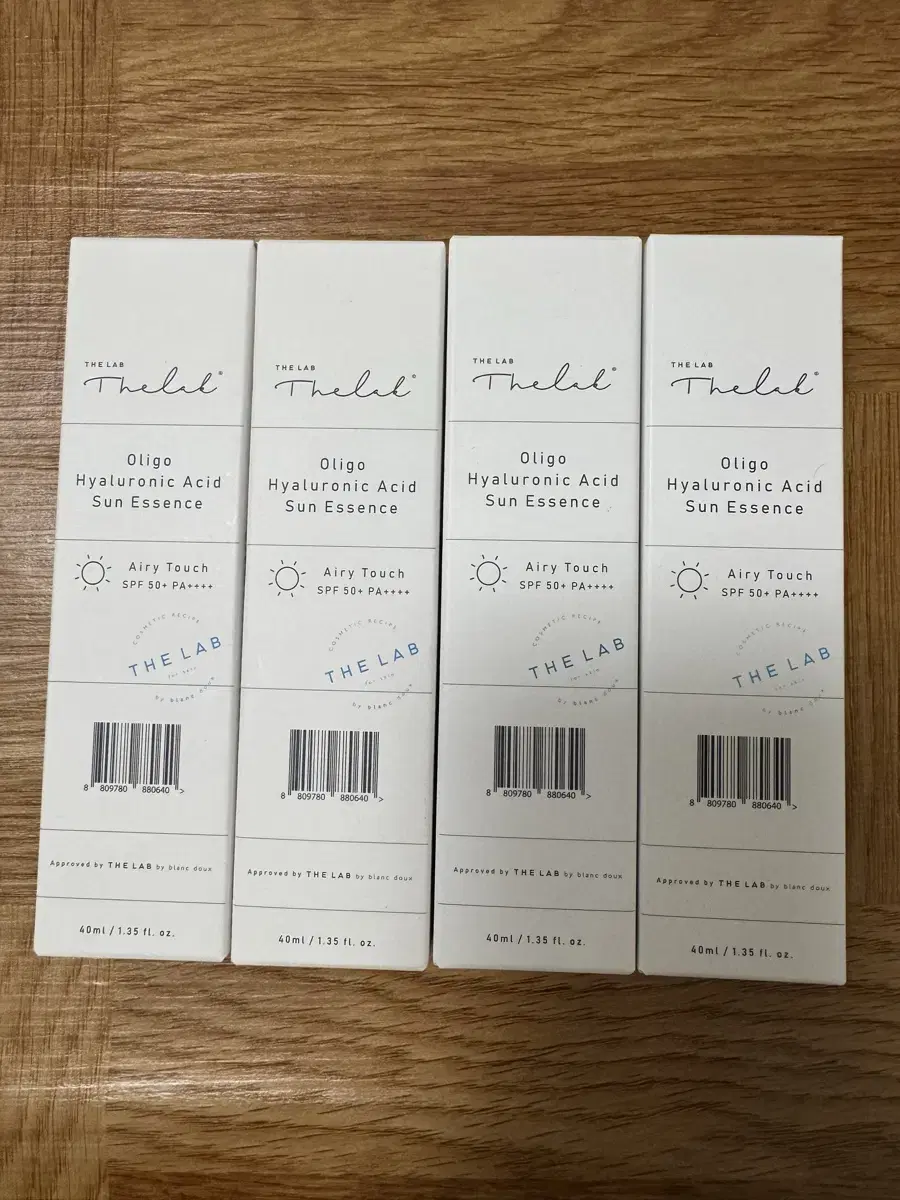 THE LAB
Thelab®
Oligo
Hyaluronic Acid
Sun Essence
Airy Touch
SPF 50+ PA++++
COSMETIC RECIPE
THE LAB
for skin
by blanc doux
8 809780 880640 >
Approved by THE LAB by blanc doux
40ml / 1.35 fl. oz.
THE LAB
Thelab®
Oligo
Hyaluronic Acid
Sun Essence
Airy Touch
SPF 50+ PA++++
COSMETIC RECIPE
THE LAB
for skin
by blanc doux
8 809780 880640 >
Approved by THE LAB by blanc doux
40ml / 1.35 fl. oz.
THE LAB
Thelab®
Oligo
Hyaluronic Acid
Sun Essence
Airy Touch
SPF 50+ PA++++
COSMETIC RECIPE
THE LAB
for skin
by blanc doux
8 809780 880640 >
Approved by THE LAB by blanc doux
40ml / 1.35 fl. oz.
THE LAB
Thelab®
Oligo
Hyaluronic Acid
Sun Essence
Airy Touch
SPF 50+ PA++++
COSMETIC RECIPE
THE LAB
for skin
by blanc doux
8 809780 880640 >
Approved by THE LAB by blanc doux
40ml / 1.35 fl. oz.